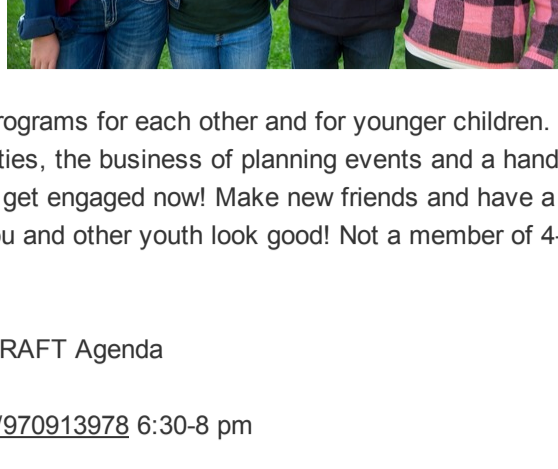 rograms for each other and for younger children.
ties, the business of planning events and a hand
get engaged now! Make new friends and have a
u and other youth look good! Not a member of 4-
RAFT Agenda
/970913978 6:30-8 pm